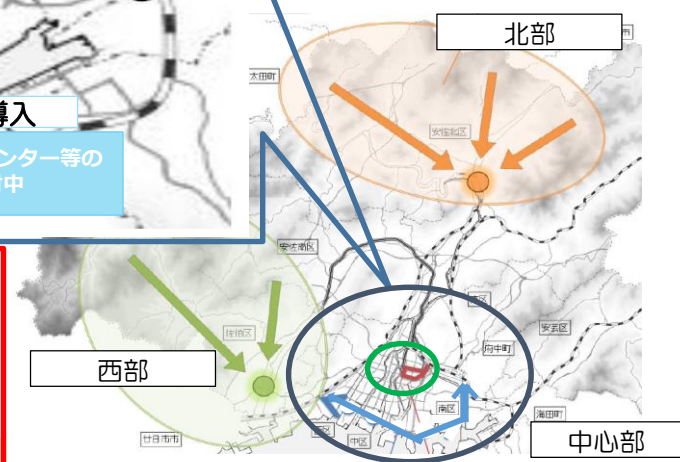 導入
ンター等の
中
北部
市
太田町
安佐北区
安佐南区
佐伯区
安芸区
府中町
西部
南区
海田町
中区
廿日市市
中心部